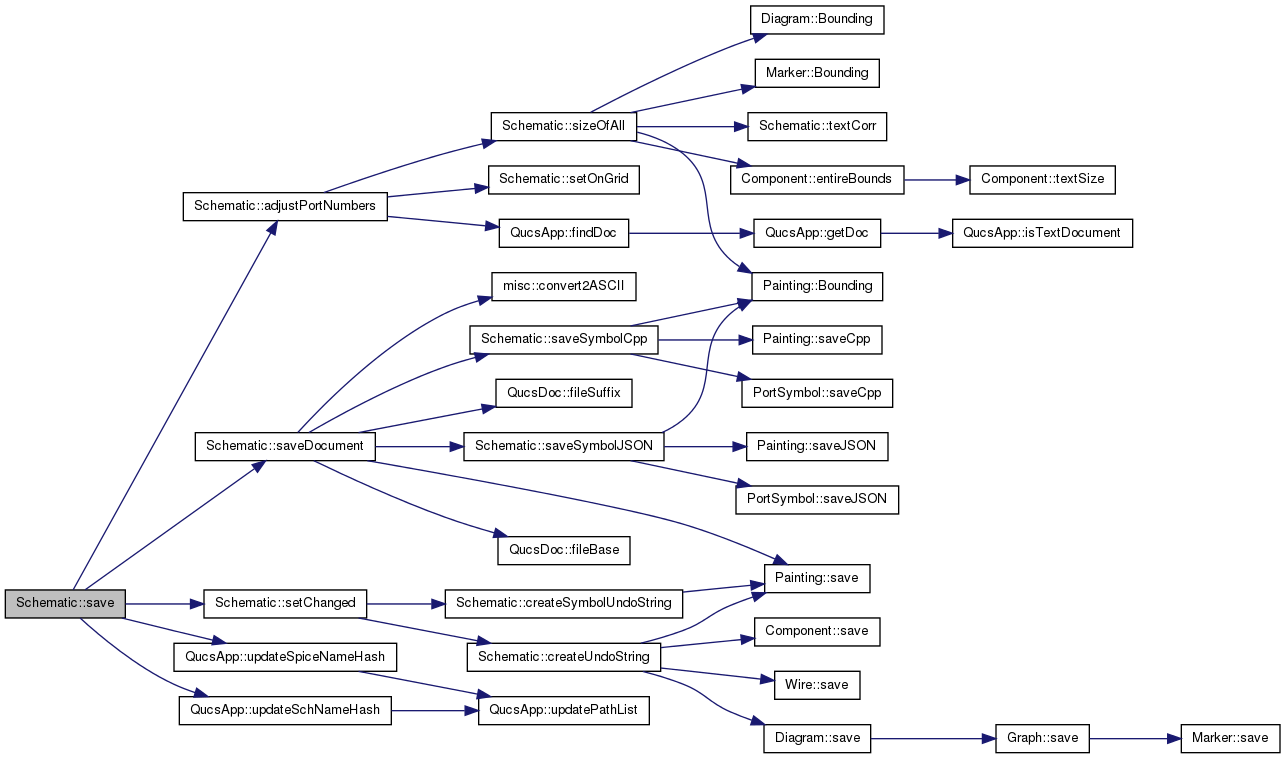 Diagram::Bounding
Marker::Bounding
Schematic::sizeOfAll
Schematic::textCorr
Component::entireBounds
Component::textSize
Schematic::setOnGrid
Schematic::adjustPortNumbers
QucsApp::findDoc
QucsApp::getDoc
QucsApp::isTextDocument
misc::convert2ASCII
Painting::Bounding
Schematic::saveSymbolCpp
Painting::saveCpp
QucsDoc::fileSuffix
PortSymbol::saveCpp
Schematic::saveDocument
Schematic::saveSymbolJSON
Painting::saveJSON
PortSymbol::saveJSON
QucsDoc::fileBase
Painting::save
Schematic::save
Schematic::setChanged
Schematic::createSymbolUndoString
Component::save
QucsApp::updateSpiceNameHash
Schematic::createUndoString
Wire::save
QucsApp::updateSchNameHash
QucsApp::updatePathList
Diagram::save
Graph::save
Marker::save